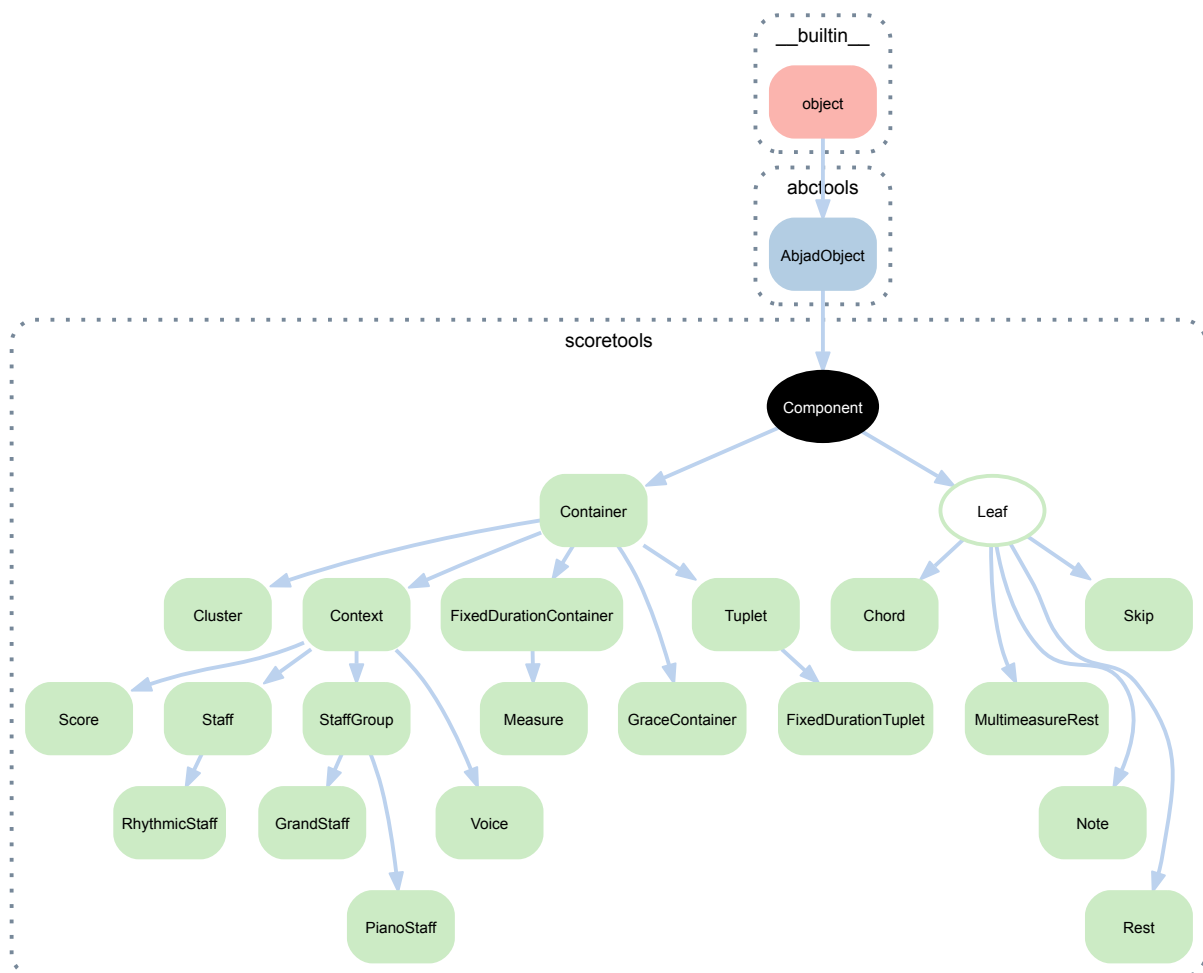 __builtin__
object
abctools
AbjadObject
scoretools
Component
Container
Leaf
Cluster
Context
FixedDurationContainer
Tuplet
Chord
Skip
Score
Staff
StaffGroup
Measure
GraceContainer
FixedDurationTuplet
MultimeasureRest
RhythmicStaff
GrandStaff
Voice
Note
PianoStaff
Rest